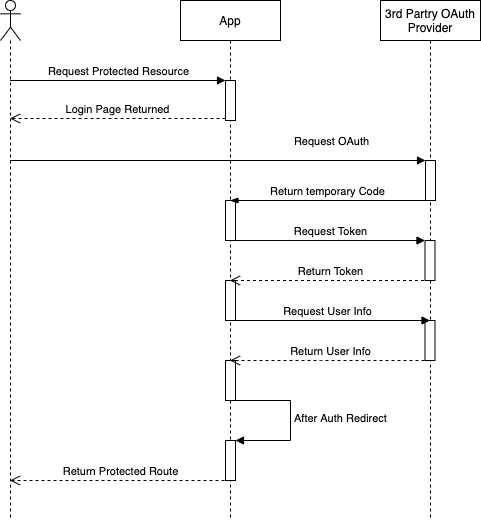 App
3rd Partry OAuth
Provider
Request Protected Resource
Login Page Returned
Request OAuth
Return temporary Code
Request Token
Return Token
Request User Info
Return User Info
After Auth Redirect
Return Protected Route